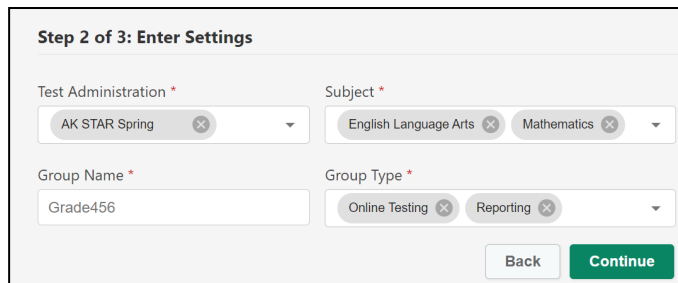 Step 2 of 3: Enter Settings
Test Administration * Subject *
AK STAR Spring English Language Arts Mathematics
Group Name * Group Type *
Grade456 Online Testing Reporting
Back Continue